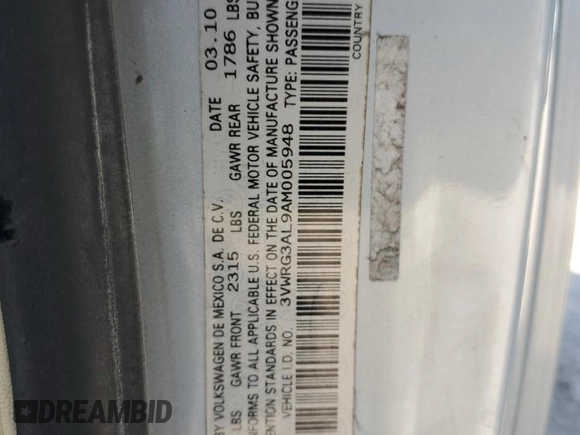 BY VOLKSWAGEN DE MEXICO S.A. DE C.V. DATE 03.10
LBS GAWR FRONT 2315 LBS GAWR REAR 1786 LBS
NFORMS TO ALL APPLICABLE U.S. FEDERAL MOTOR VEHICLE SAFETY, BU
ENTION STANDARDS IN EFFECT ON THE DATE OF MANUFACTURE SHOWN
VEHICLE I.D. NO. 3VWRG3AL9AM005948 TYPE: PASSENG
COUNTRY
DREAMBID